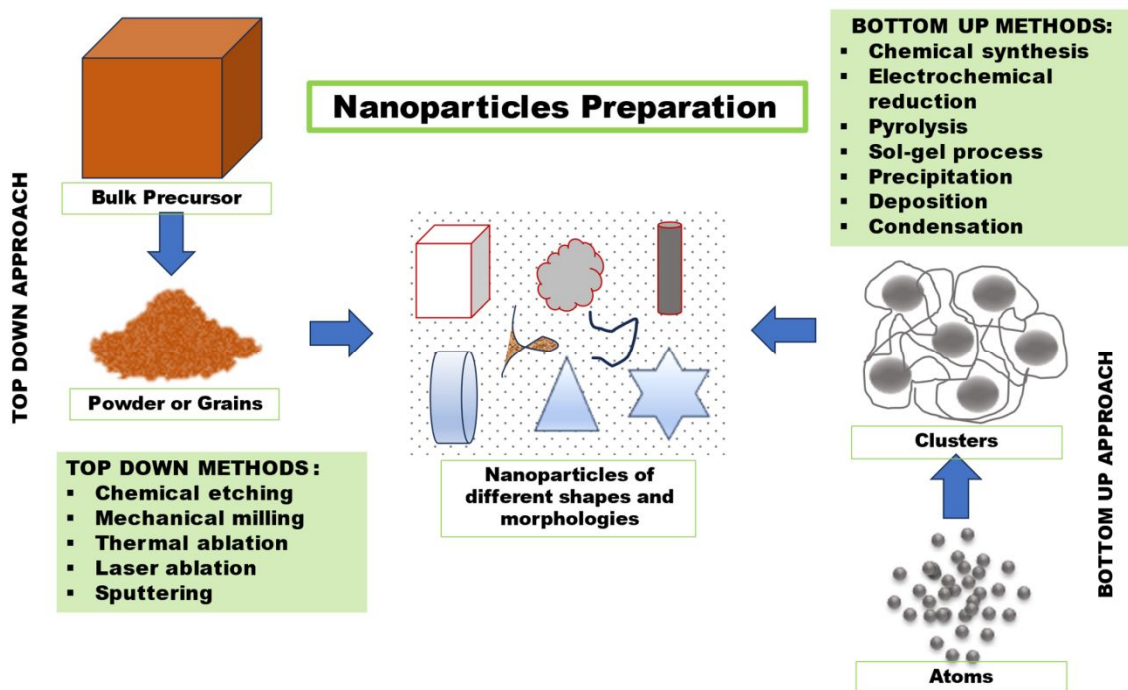 Nanoparticles Preparation
TOP DOWN APPROACH
Bulk Precursor
Powder or Grains
TOP DOWN METHODS :
▪ Chemical etching
▪ Mechanical milling
▪ Thermal ablation
▪ Laser ablation
▪ Sputtering
Nanoparticles of
different shapes and
morphologies
BOTTOM UP METHODS:
▪ Chemical synthesis
▪ Electrochemical
reduction
▪ Pyrolysis
▪ Sol-gel process
▪ Precipitation
▪ Deposition
▪ Condensation
Clusters
BOTTOM UP APPROACH
Atoms